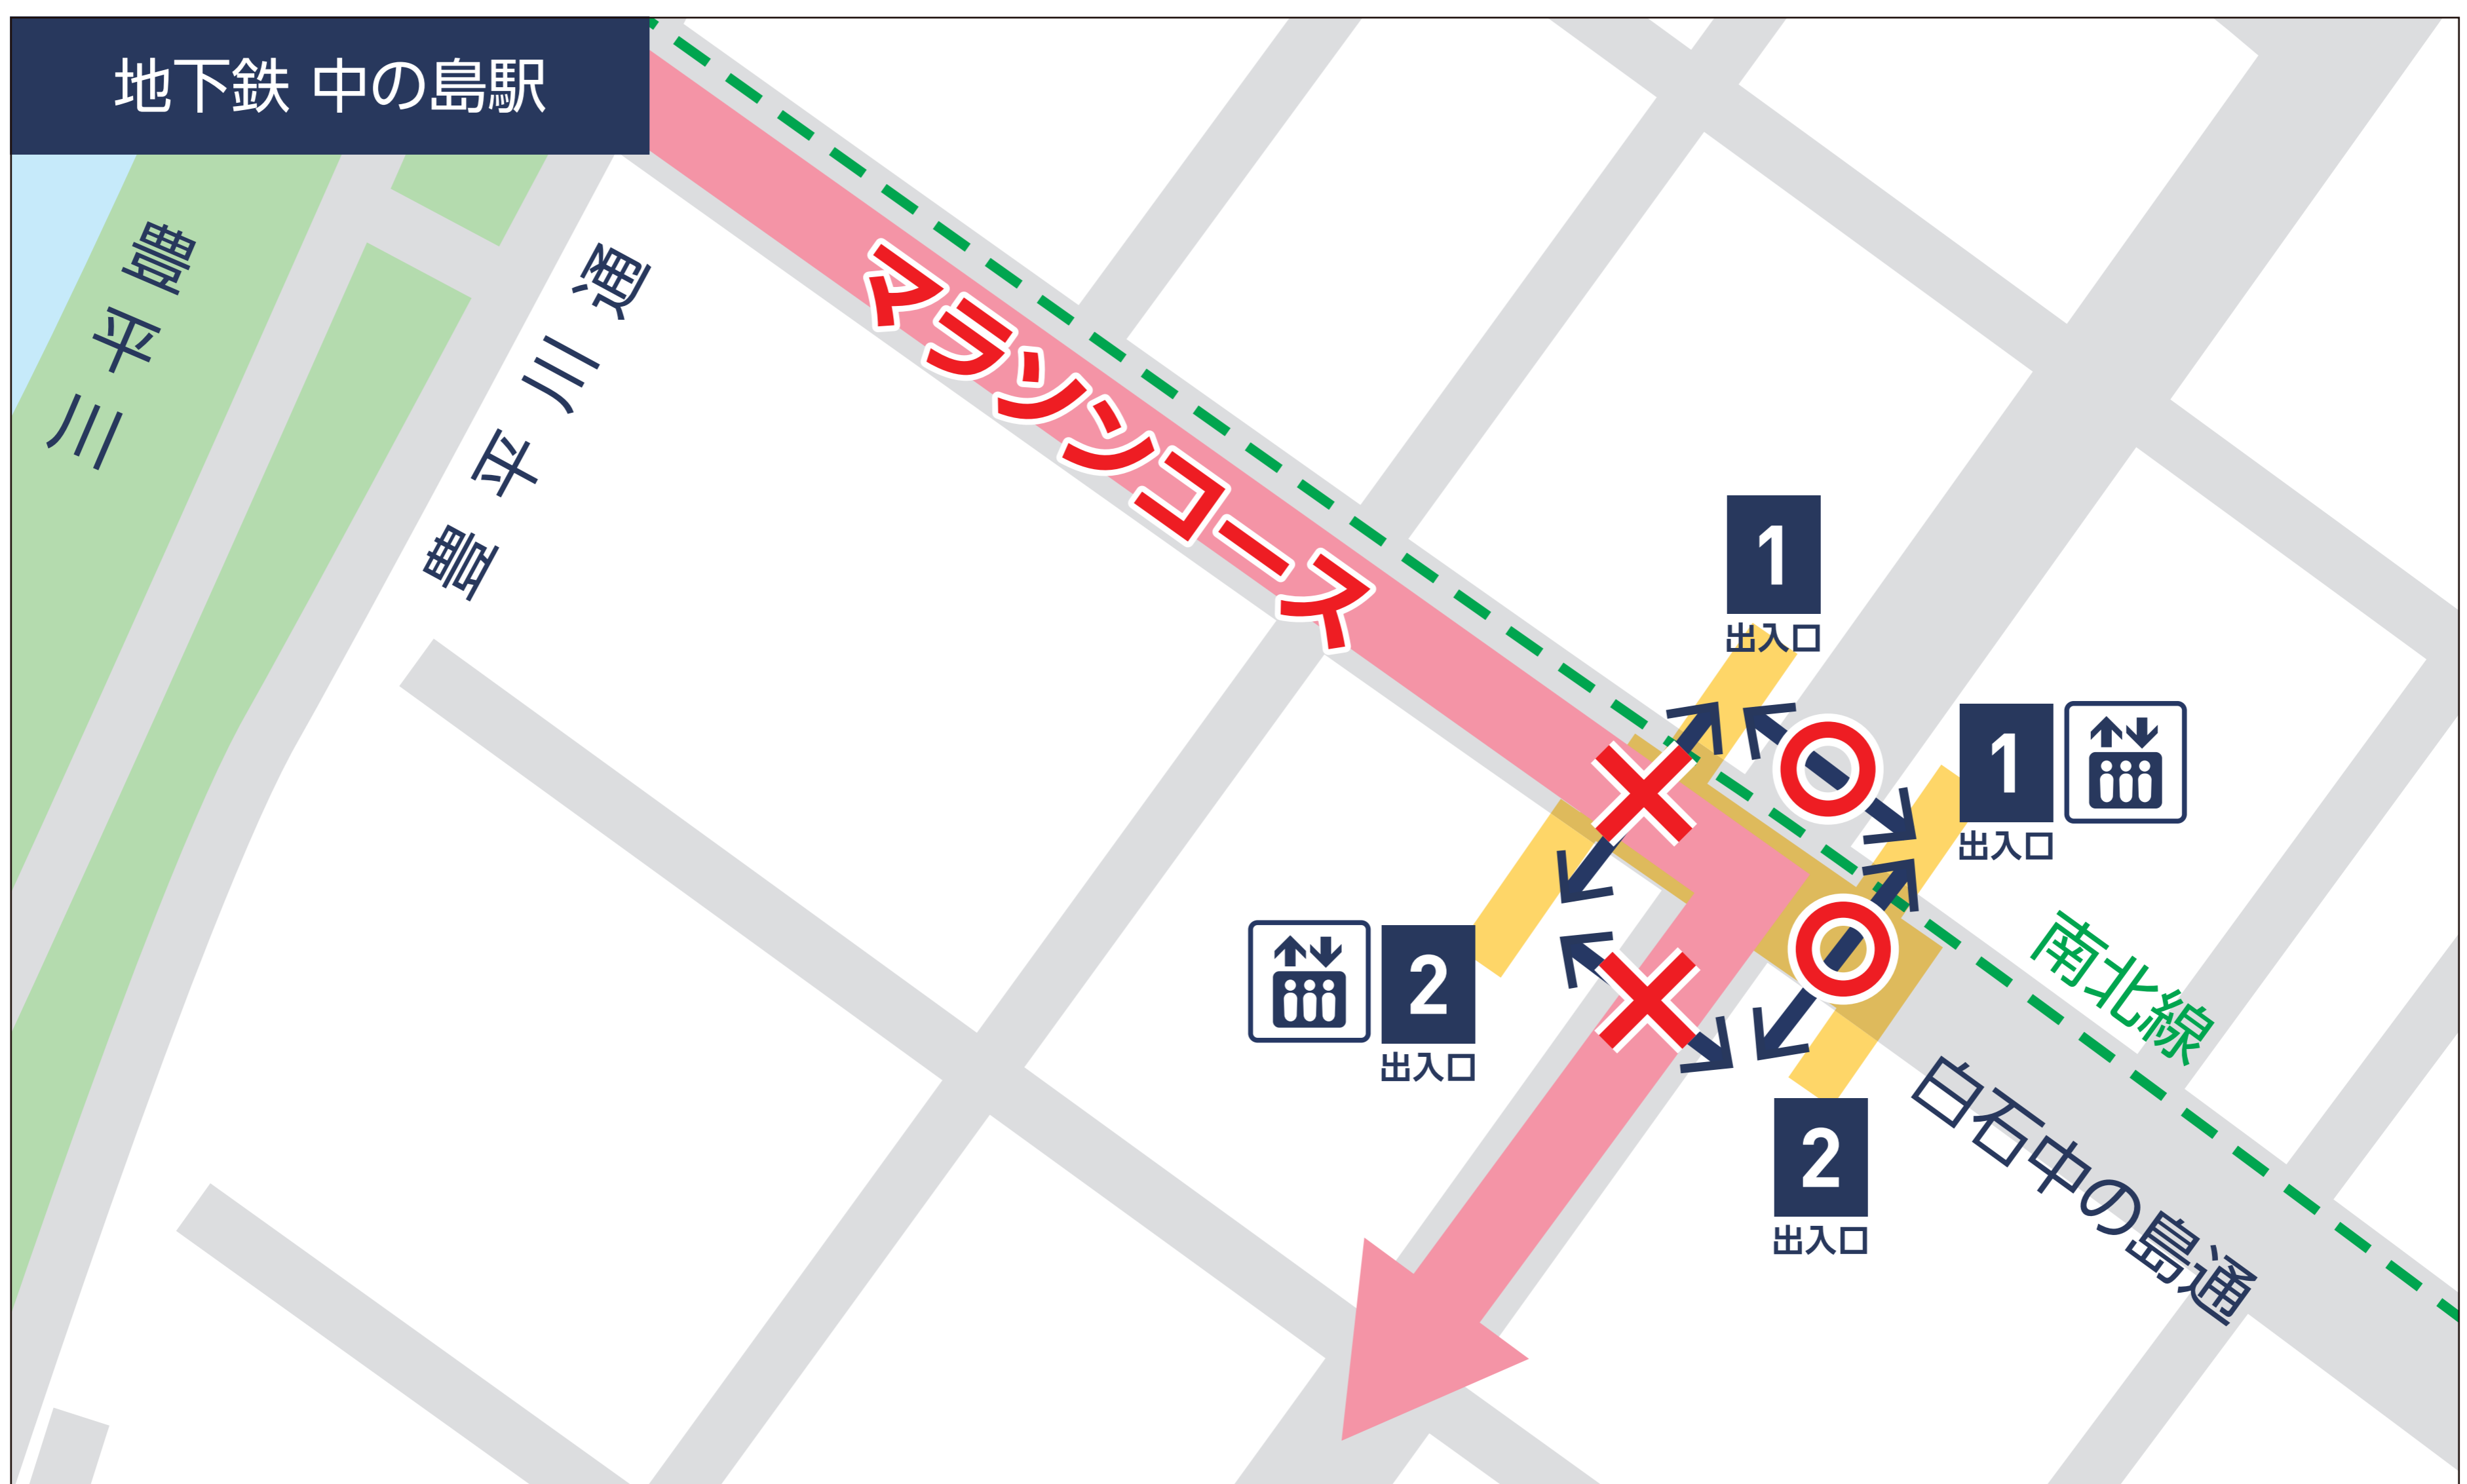 地下鉄 中の島駅
豊平川
豊平川通
マラソンコース
1
出入口
1
出入口
2
出入口
2
出入口
南北線
白石中の島通